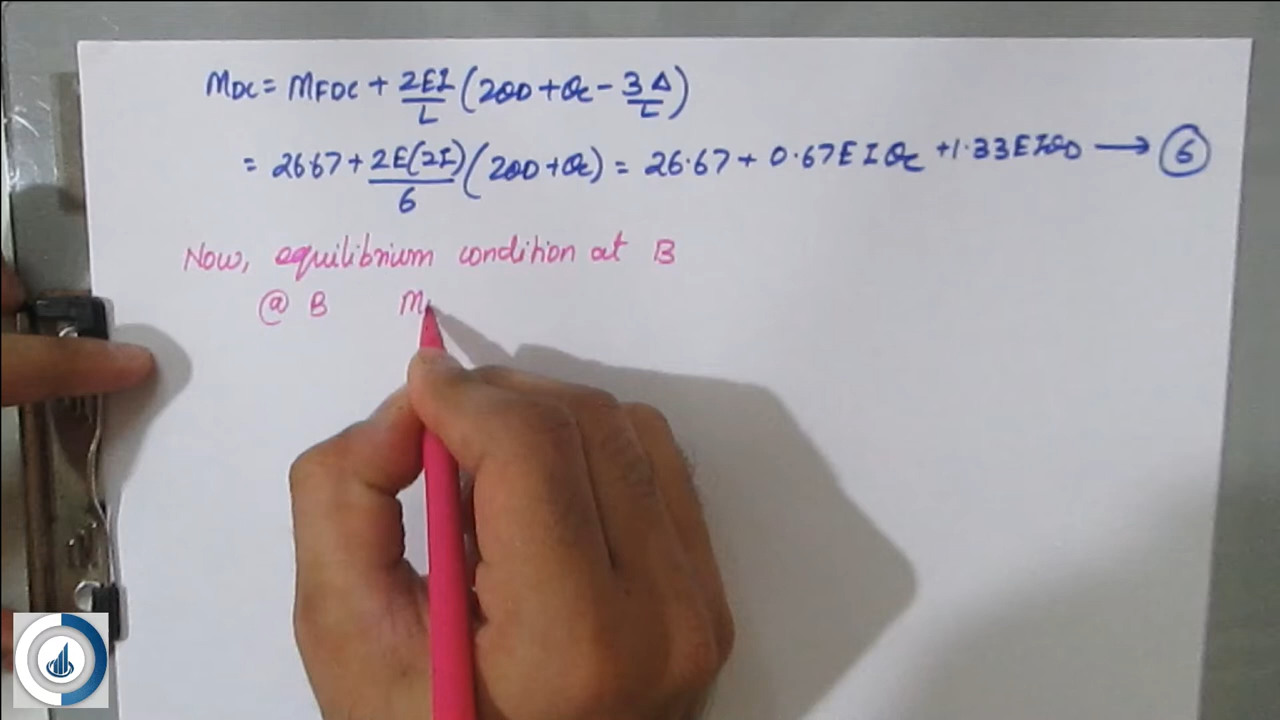 MDC = MFDC + 2EI/L (2θD + θC - 3Δ/L)
= 26.67 + 2E(2I)/6 (2θD + θC) = 26.67 + 0.67EIθC + 1.33EIθD → 6
Now, equilibrium condition at B
@ B M